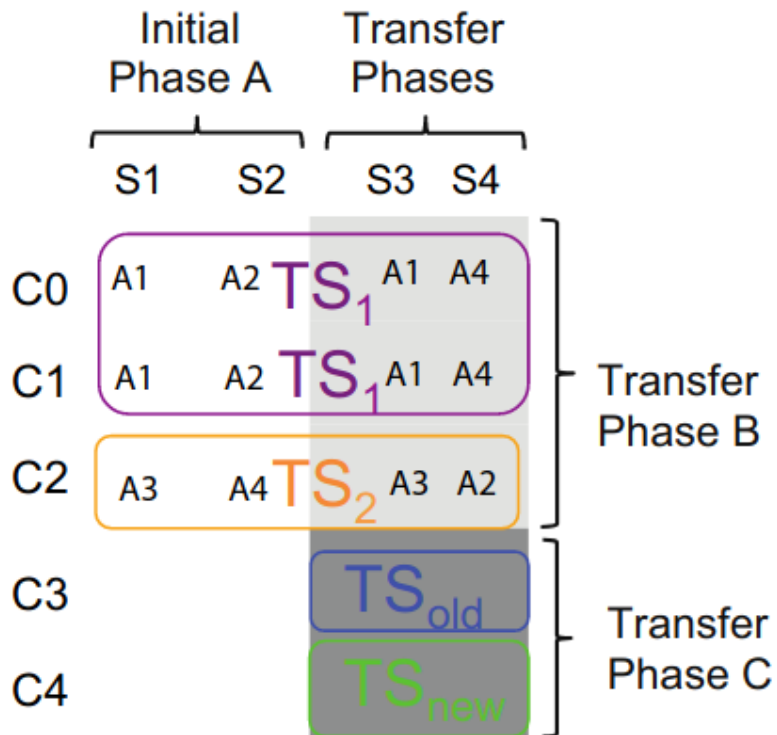 Initial Transfer
Phase A Phases
S1 S2 S3 S4
C0 A1 A2 TS1 A1 A4
C1 A1 A2 TS1 A1 A4
Transfer
Phase B
C2 A3 A4 TS2 A3 A2
C3 TSold
Transfer
Phase C
C4 TSnew